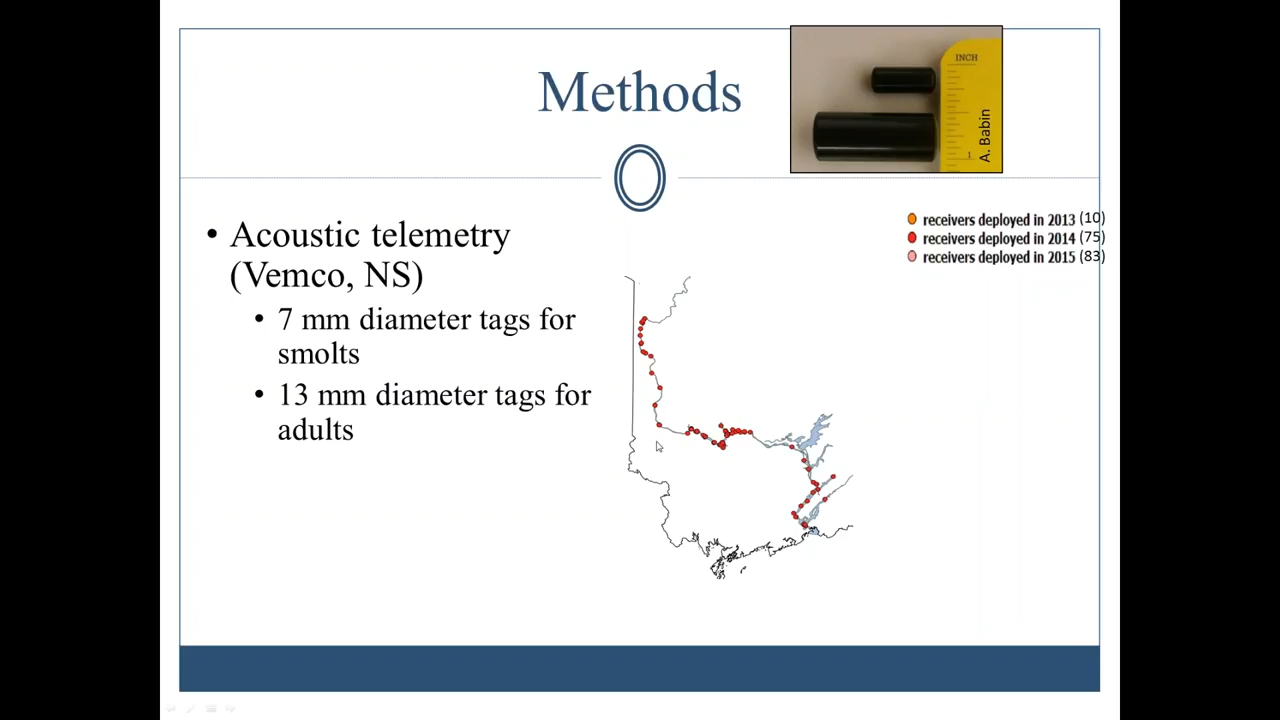 Methods
INCH
1
A. Babin
• Acoustic telemetry
(Vemco, NS)
• 7 mm diameter tags for
smolts
• 13 mm diameter tags for
adults
receivers deployed in 2013 (10)
receivers deployed in 2014 (75)
receivers deployed in 2015 (83)